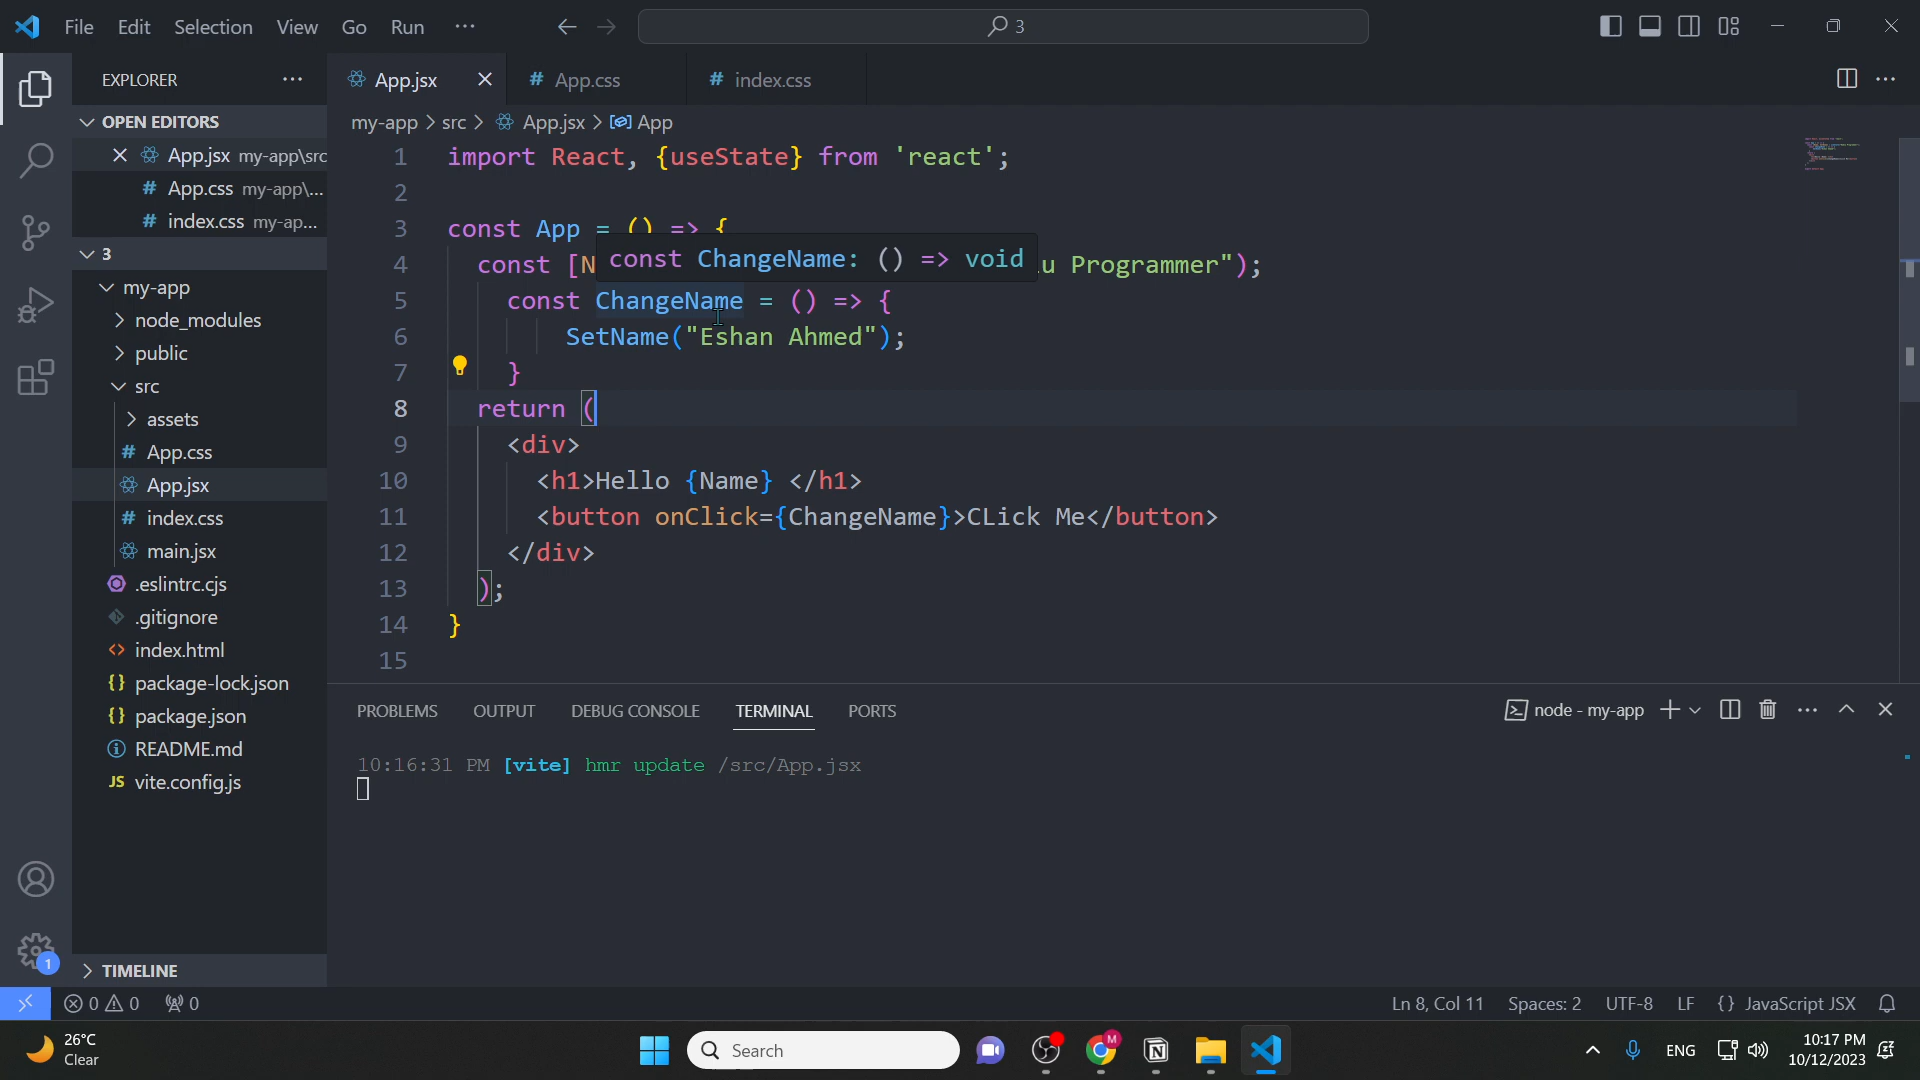 File Edit Selection View Go Run ··· 3
EXPLORER ···
OPEN EDITORS
App.jsx my-app\src
App.css my-app\...
index.css my-ap...
3
my-app
node_modules
public
src
assets
App.css
App.jsx
index.css
main.jsx
.eslintrc.cjs
.gitignore
index.html
package-lock.json
package.json
README.md
JS vite.config.js
TIMELINE
App.jsx App.css index.css
my-app > src > App.jsx > App
1 import React, {useState} from 'react';
2
3 const App = () => {
4 const [N
const ChangeName: () => void
u Programmer");
5 const ChangeName = () => {
6 SetName("Eshan Ahmed");
7 }
8 return (
9 <div>
10 <h1>Hello {Name} </h1>
11 <button onClick={ChangeName}>CLick Me</button>
12 </div>
13 );
14 }
15
PROBLEMS OUTPUT DEBUG CONSOLE TERMINAL PORTS node - my-app
10:16:31 PM [vite] hmr update /src/App.jsx
1
0 0 0 Ln 8, Col 11 Spaces: 2 UTF-8 LF {} JavaScript JSX
26°C
Clear
Search
M
ENG
10:17 PM
10/12/2023